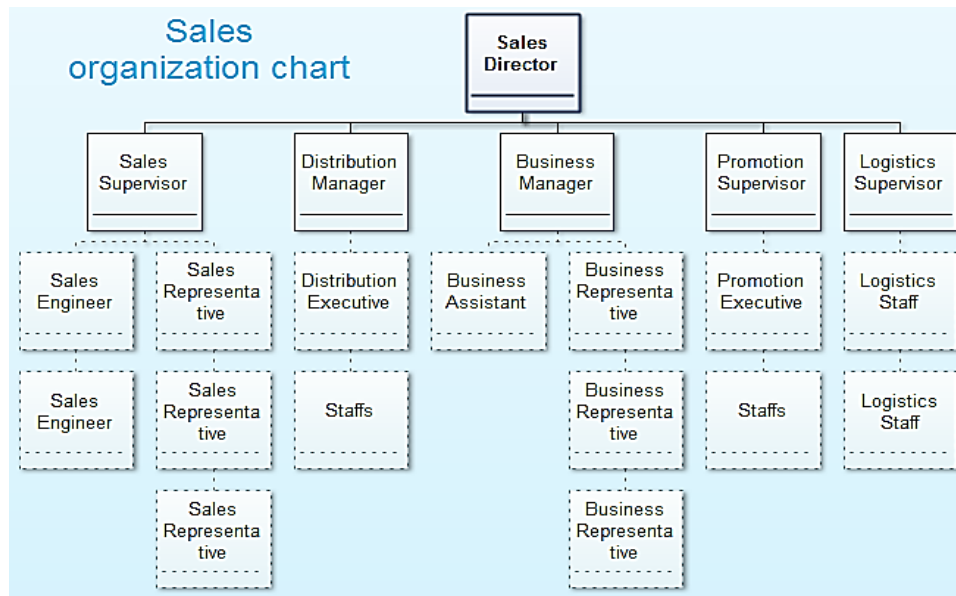 Sales
organization chart
Sales
Director
Sales
Supervisor
Distribution
Manager
Business
Manager
Promotion
Supervisor
Logistics
Supervisor
Sales
Engineer
Sales
Representa
tive
Distribution
Executive
Business
Assistant
Business
Representa
tive
Promotion
Executive
Logistics
Staff
Sales
Engineer
Sales
Representa
tive
Staffs
Business
Representa
tive
Staffs
Logistics
Staff
Sales
Representa
tive
Business
Representa
tive